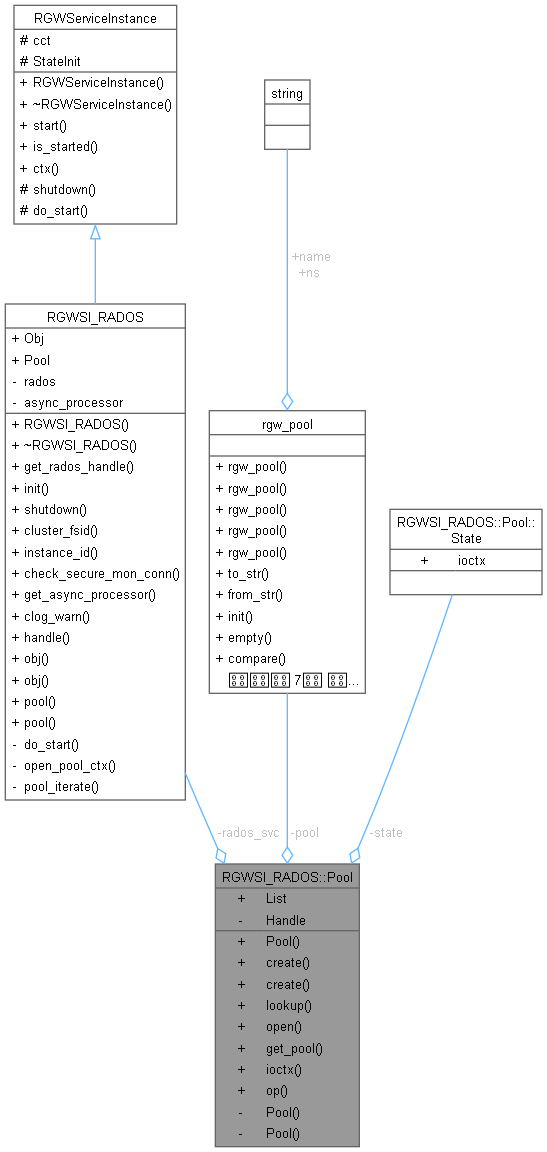 RGWServiceInstance
# cct
# StateInit
+ RGWServiceInstance()
+ ~RGWServiceInstance()
+ start()
+ is_started()
+ ctx()
# shutdown()
# do_start()
string
+name
+ns
RGWSI_RADOS
+ Obj
+ Pool
- rados
- async_processor
+ RGWSI_RADOS()
+ ~RGWSI_RADOS()
+ get_rados_handle()
+ init()
+ shutdown()
+ cluster_fsid()
+ instance_id()
+ check_secure_mon_conn()
+ get_async_processor()
+ clog_warn()
+ handle()
+ obj()
+ obj()
+ pool()
+ pool()
- do_start()
- open_pool_ctx()
- pool_iterate()
rgw_pool
+ rgw_pool()
+ rgw_pool()
+ rgw_pool()
+ rgw_pool()
+ rgw_pool()
+ to_str()
+ from_str()
+ init()
+ empty()
+ compare()
7 ...
RGWSI_RADOS::Pool::
State
+ ioctx
-rados_svc
-pool
-state
RGWSI_RADOS::Pool
+ List
- Handle
+ Pool()
+ create()
+ create()
+ lookup()
+ open()
+ get_pool()
+ ioctx()
+ op()
- Pool()
- Pool()